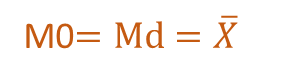 M0= Md = X̄